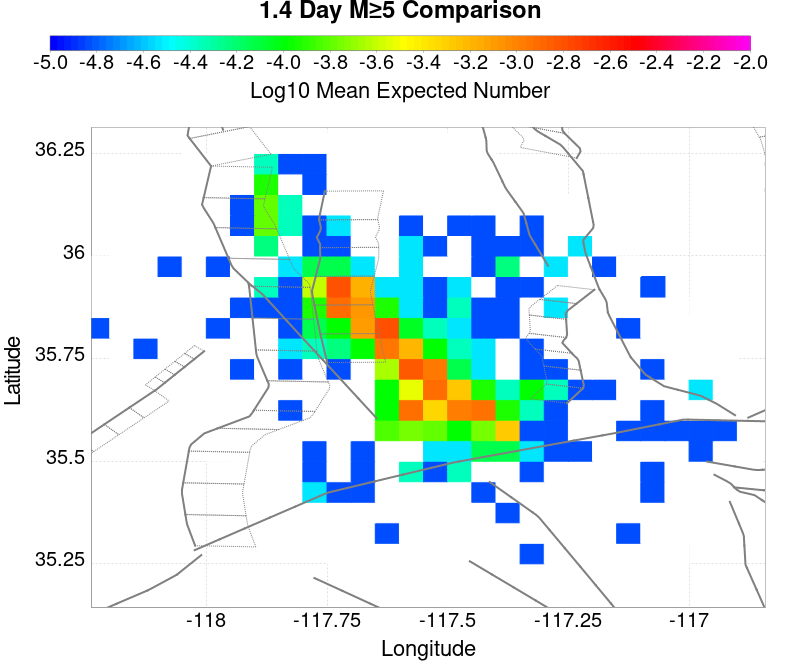 1.4 Day M≥5 Comparison
-5.0 -4.8 -4.6 -4.4 -4.2 -4.0 -3.8 -3.6 -3.4 -3.2 -3.0 -2.8 -2.6 -2.4 -2.2 -2.0
Log10 Mean Expected Number
36.25
36
35.75
35.5
35.25
Latitude
-118 -117.75 -117.5 -117.25 -117
Longitude